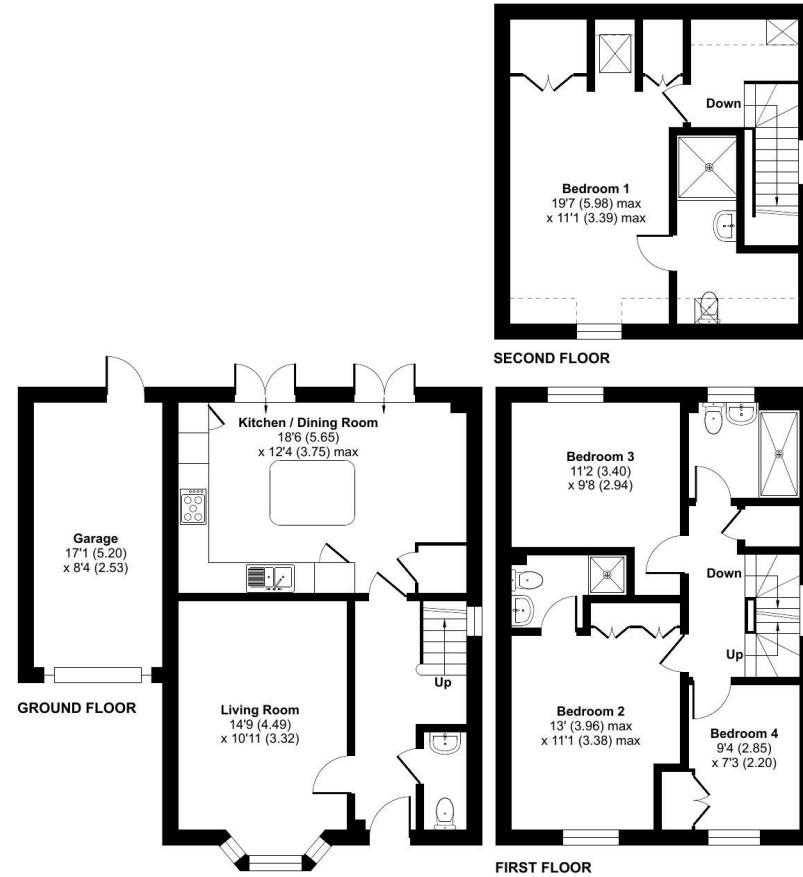 Down
Bedroom 1
19'7 (5.98) max
x 11'1 (3.39) max
SECOND FLOOR
Kitchen / Dining Room
18'6 (5.65)
x 12'4 (3.75) max
Garage
17'1 (5.20)
x 8'4 (2.53)
Up
Living Room
14'9 (4.49)
x 10'11 (3.32)
GROUND FLOOR
Bedroom 3
11'2 (3.40)
x 9'8 (2.94)
Down
Up
Bedroom 2
13' (3.96) max
x 11'1 (3.38) max
Bedroom 4
9'4 (2.85)
x 7'3 (2.20)
FIRST FLOOR